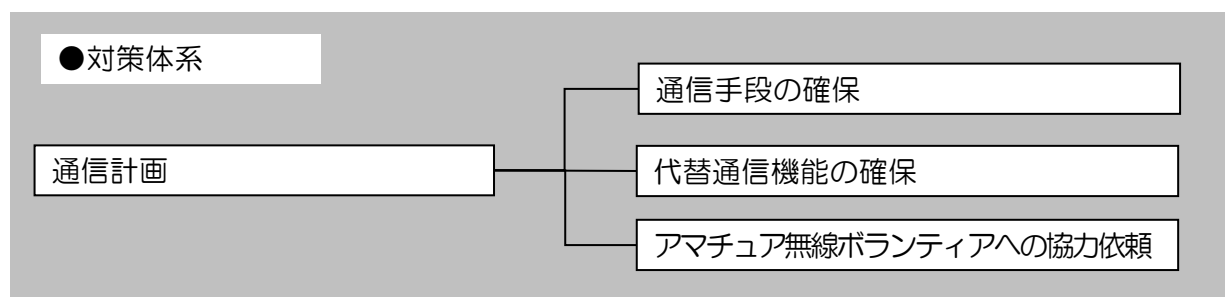 ●対策体系
通信計画
通信手段の確保
代替通信機能の確保
アマチュア無線ボランティアへの協力依頼